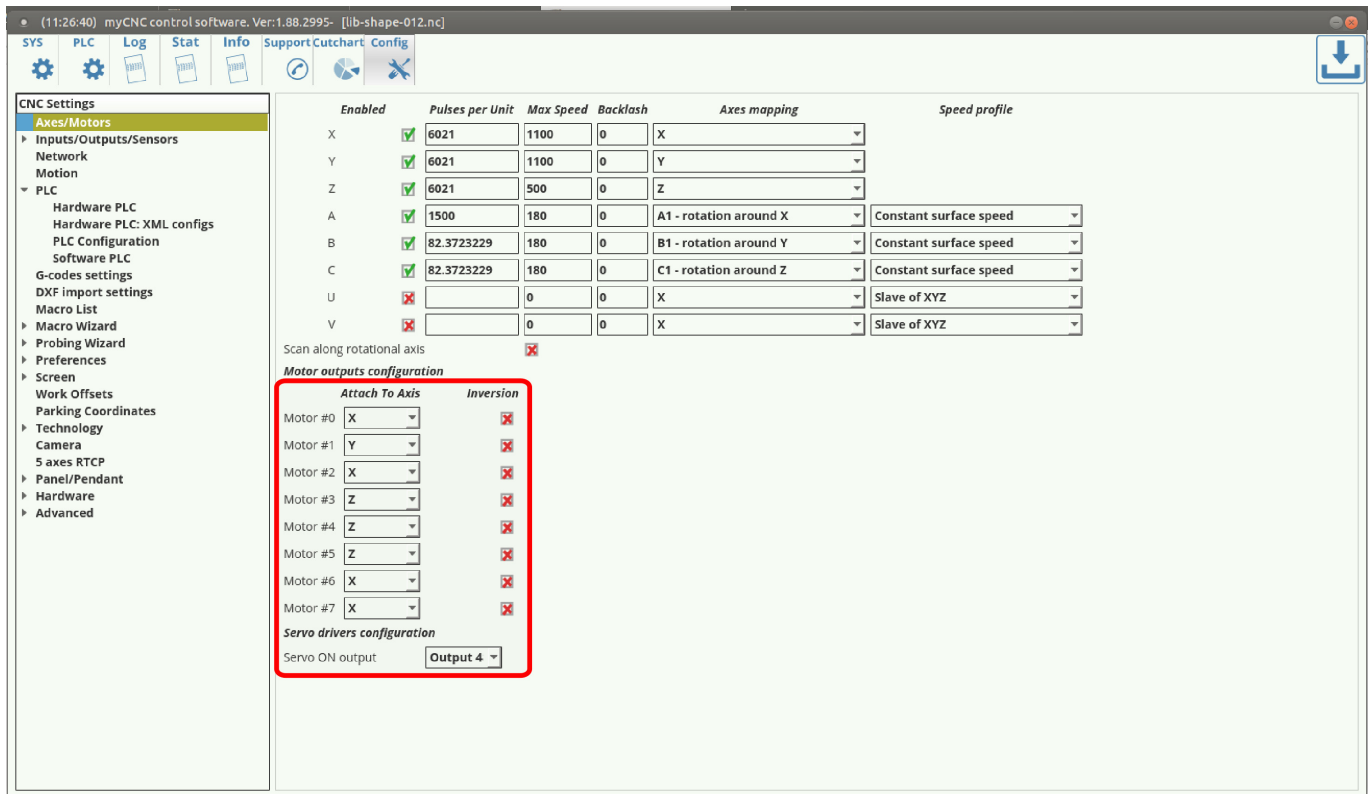 (11:26:40) myCNC control software. Ver:1.88.2995- [lib-shape-012.nc]
SYS PLC Log Stat Info Support Cutchart Config
CNC Settings
Axes/Motors
Inputs/Outputs/Sensors
Network
Motion
PLC
Hardware PLC
Hardware PLC: XML configs
PLC Configuration
Software PLC
G-codes settings
DXF import settings
Macro List
Macro Wizard
Probing Wizard
Preferences
Screen
Work Offsets
Parking Coordinates
Technology
Camera
5 axes RTCP
Panel/Pendant
Hardware
Advanced
Enabled Pulses per Unit Max Speed Backlash Axes mapping Speed profile
X 6021 1100 0 X
Y 6021 1100 0 Y
Z 6021 500 0 Z
A 1500 180 0 A1 - rotation around X Constant surface speed
B 82.3723229 180 0 B1 - rotation around Y Constant surface speed
C 82.3723229 180 0 C1 - rotation around Z Constant surface speed
U 0 0 X Slave of XYZ
V 0 0 X Slave of XYZ
Scan along rotational axis
Motor outputs configuration
Attach To Axis Inversion
Motor #0 X
Motor #1 Y
Motor #2 X
Motor #3 Z
Motor #4 Z
Motor #5 Z
Motor #6 X
Motor #7 X
Servo drivers configuration
Servo ON output Output 4